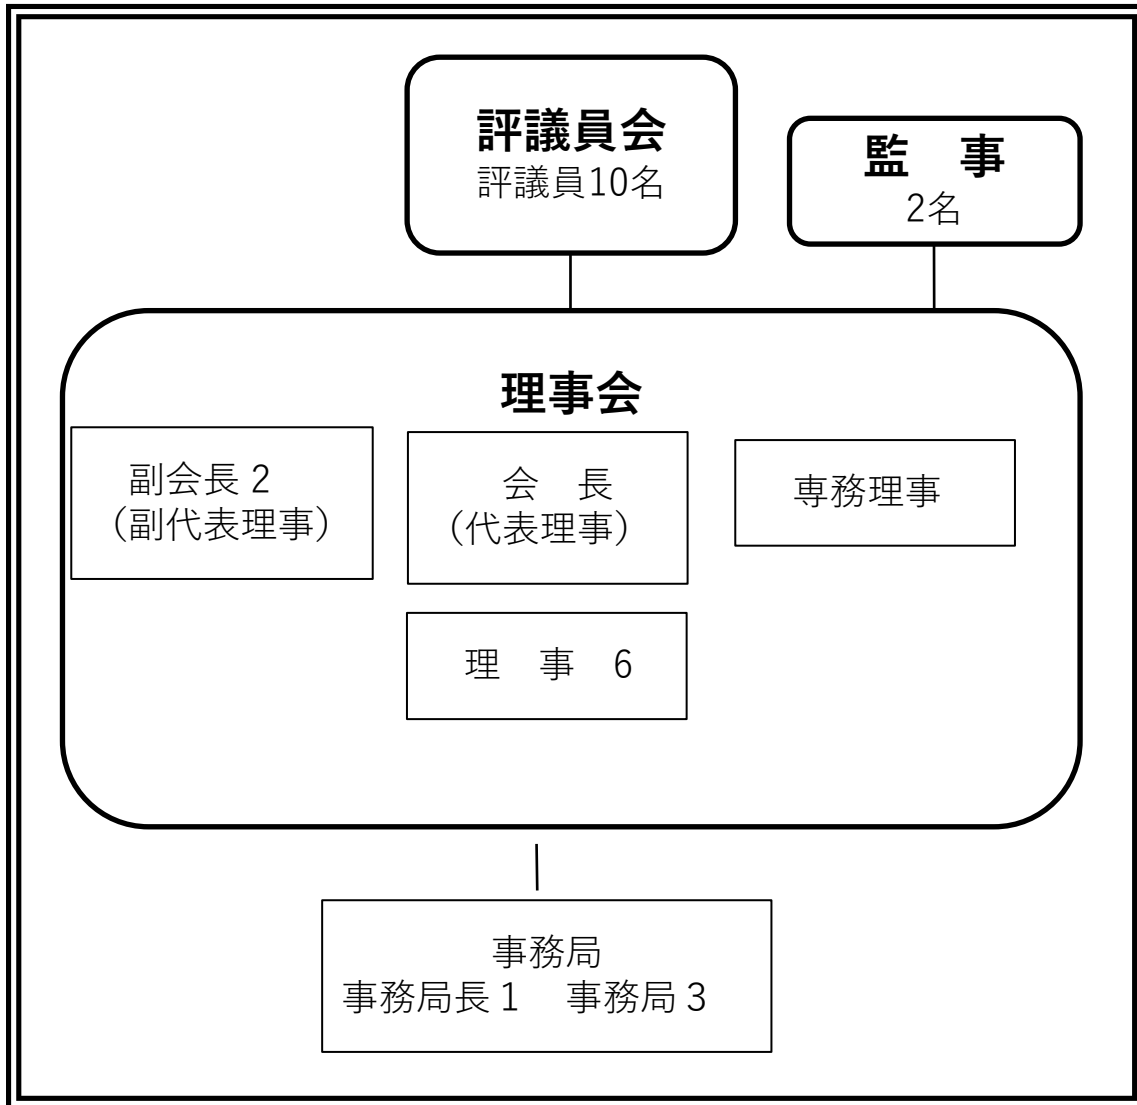 評議員会
評議員10名
監　事
2名
理事会
副会長２
（副代表理事）
会　長
（代表理事）
専務理事
理　事　6
事務局
事務局長１　事務局３